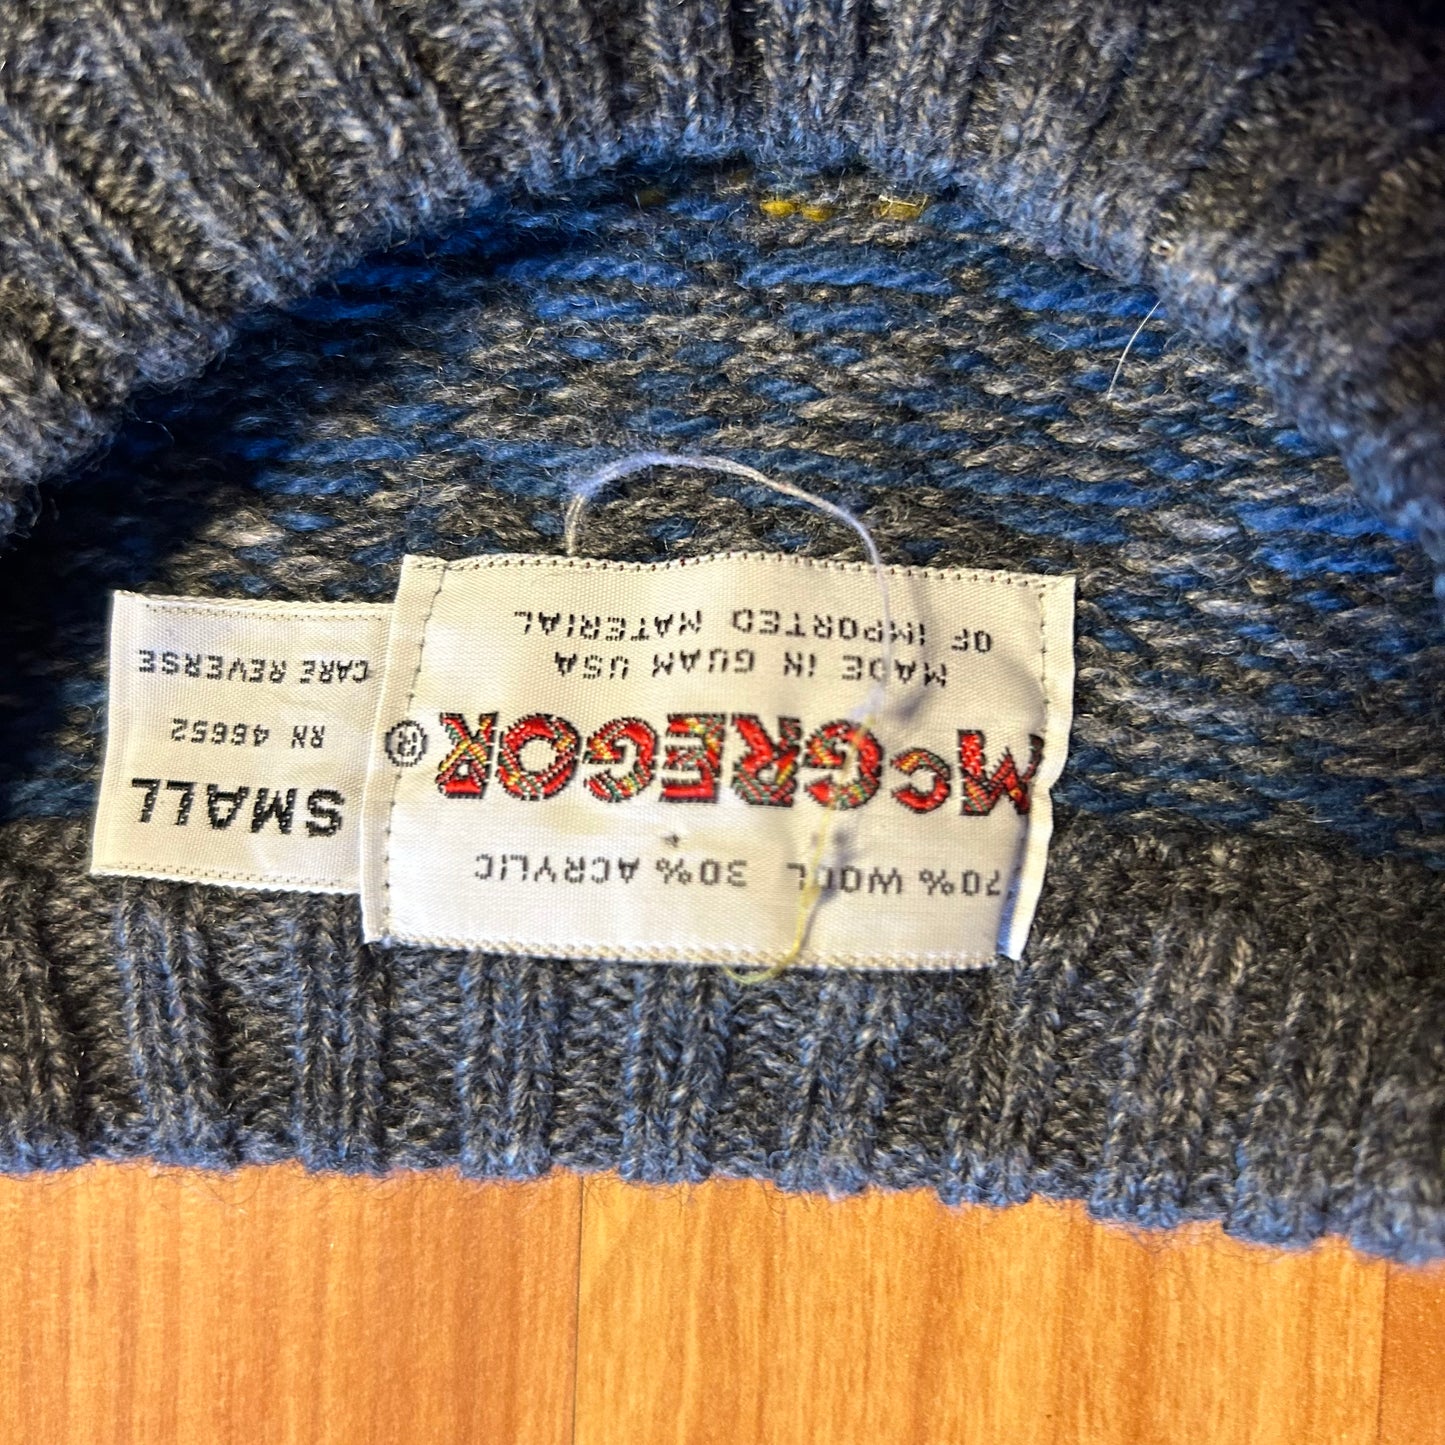 70% WOOL 30% ACRYLIC
McGREGOR®
MADE IN GUAM USA
OF IMPORTED MATERIAL
SMALL
RN 46652
CARE REVERSE